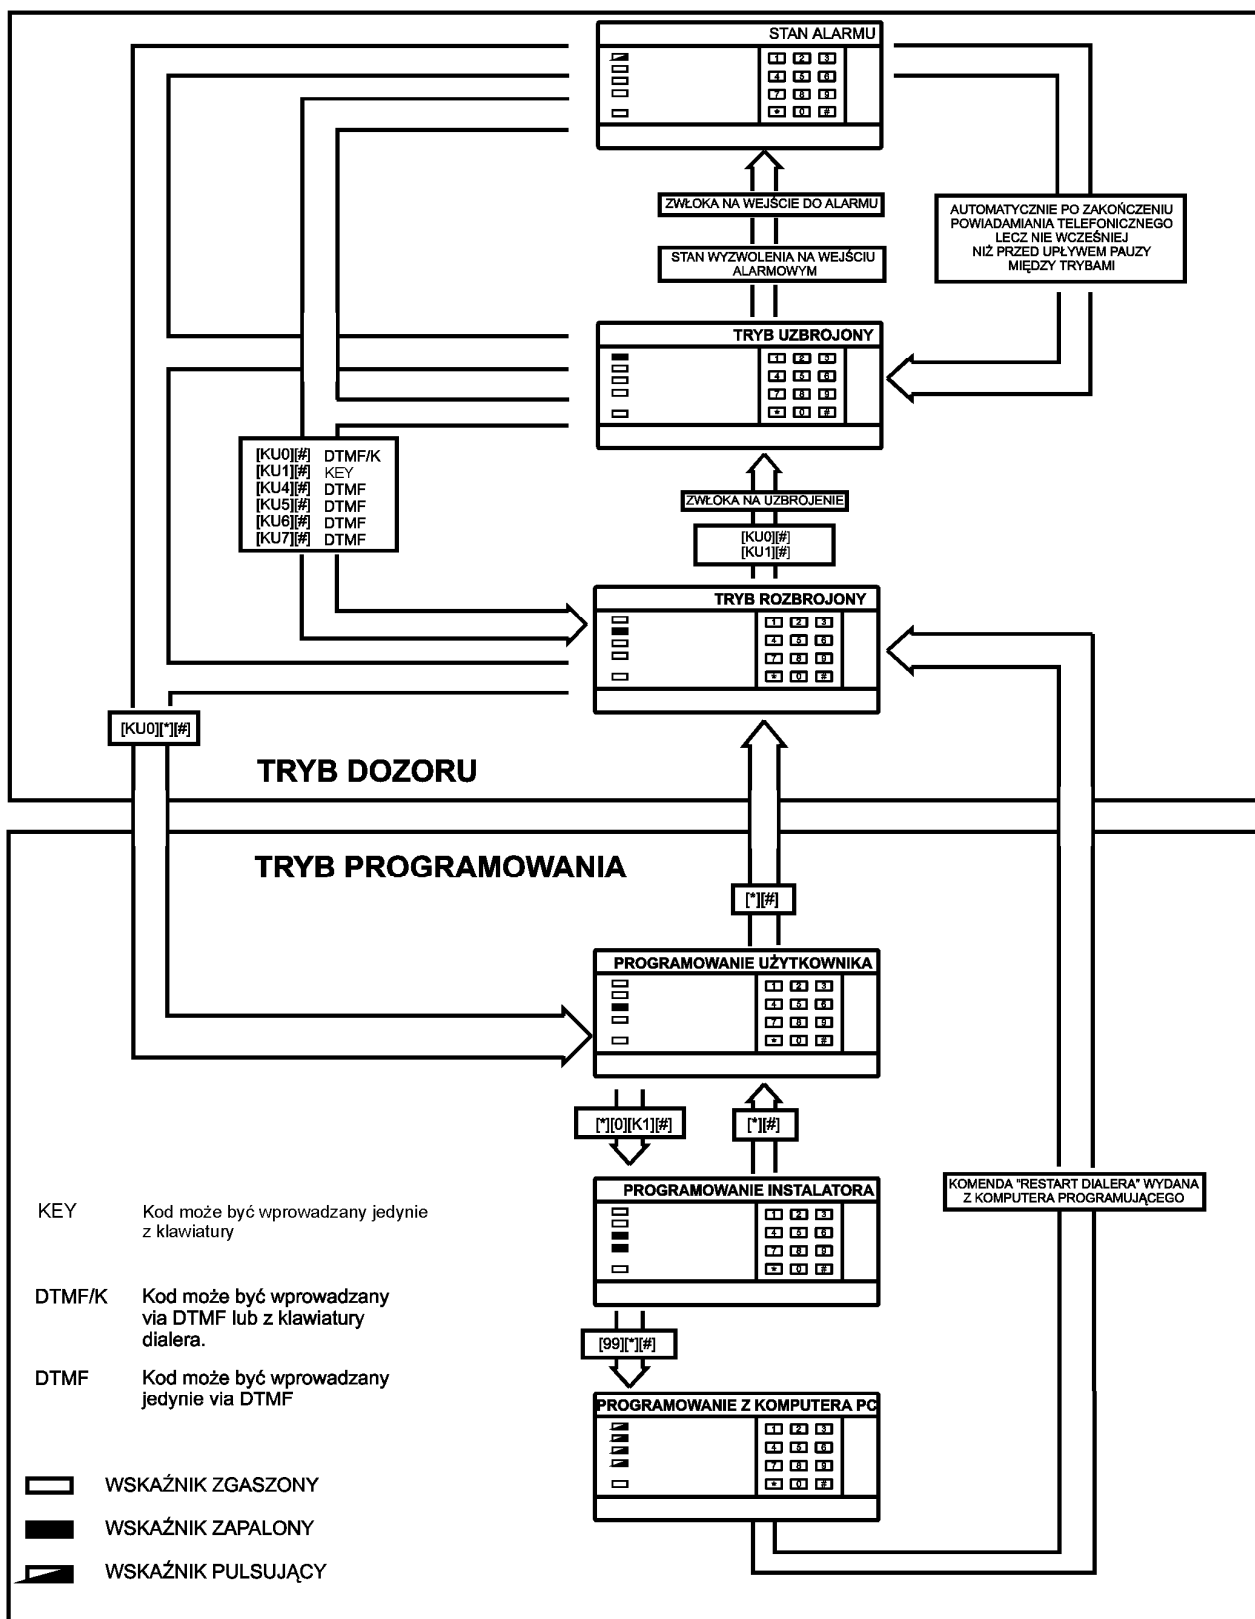 STAN ALARMU
1 2 3
4 5 6
7 8 9
* 0 #
ZWŁOKA NA WEJŚCIE DO ALARMU
STAN WYZWOLENIA NA WEJŚCIU
ALARMOWYM
AUTOMATYCZNIE PO ZAKOŃCZENIU
POWIADAMIANIA TELEFONICZNEGO
LECZ NIE WCZEŚNIEJ
NIŻ PRZED UPŁYWEM PAUZY
MIĘDZY TRYBAMI
TRYB UZBROJONY
1 2 3
4 5 6
7 8 9
* 0 #
[KU0][#] DTMF/K
[KU1][#] KEY
[KU4][#] DTMF
[KU5][#] DTMF
[KU6][#] DTMF
[KU7][#] DTMF
ZWŁOKA NA UZBROJENIE
[KU0][#]
[KU1][#]
TRYB ROZBROJONY
1 2 3
4 5 6
7 8 9
* 0 #
[KU0][*][#]
TRYB DOZORU
TRYB PROGRAMOWANIA
[*][#]
PROGRAMOWANIE UŻYTKOWNIKA
1 2 3
4 5 6
7 8 9
* 0 #
[*][0][K1][#]
[*][#]
PROGRAMOWANIE INSTALATORA
1 2 3
4 5 6
7 8 9
* 0 #
KOMENDA "RESTART DIALERA" WYDANA
Z KOMPUTERA PROGRAMUJĄCEGO
KEY Kod może być wprowadzany jedynie
z klawiatury
DTMF/K Kod może być wprowadzany
via DTMF lub z klawiatury
dialera.
DTMF Kod może być wprowadzany
jedynie via DTMF
[99][*][#]
PROGRAMOWANIE Z KOMPUTERA PC
1 2 3
4 5 6
7 8 9
* 0 #
WSKAŹNIK ZGASZONY
WSKAŹNIK ZAPALONY
WSKAŹNIK PULSUJĄCY